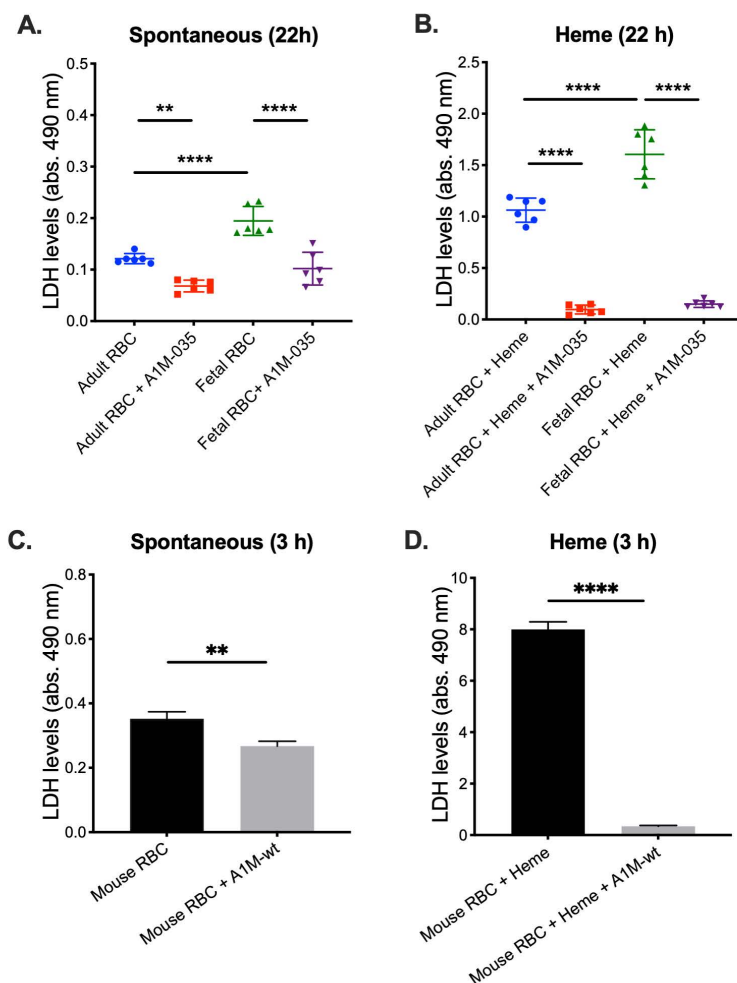 A.
Spontaneous (22h)
LDH levels (abs. 490 nm)
0.5
0.4
0.3
0.2
0.1
0.0
**
****
****
Adult RBC
Adult RBC + A1M-035
Fetal RBC
Fetal RBC+ A1M-035
B.
Heme (22 h)
LDH levels (abs. 490 nm)
2.5
2.0
1.5
1.0
0.5
0.0
****
****
****
Adult RBC + Heme
Adult RBC + Heme + A1M-035
Fetal RBC + Heme
Fetal RBC + Heme + A1M-035
C.
Spontaneous (3 h)
LDH levels (abs. 490 nm)
0.8
0.6
0.4
0.2
0.0
**
Mouse RBC
Mouse RBC + A1M-wt
D.
Heme (3 h)
LDH levels (abs. 490 nm)
10
8
6
4
2
0
****
Mouse RBC + Heme
Mouse RBC + Heme + A1M-wt